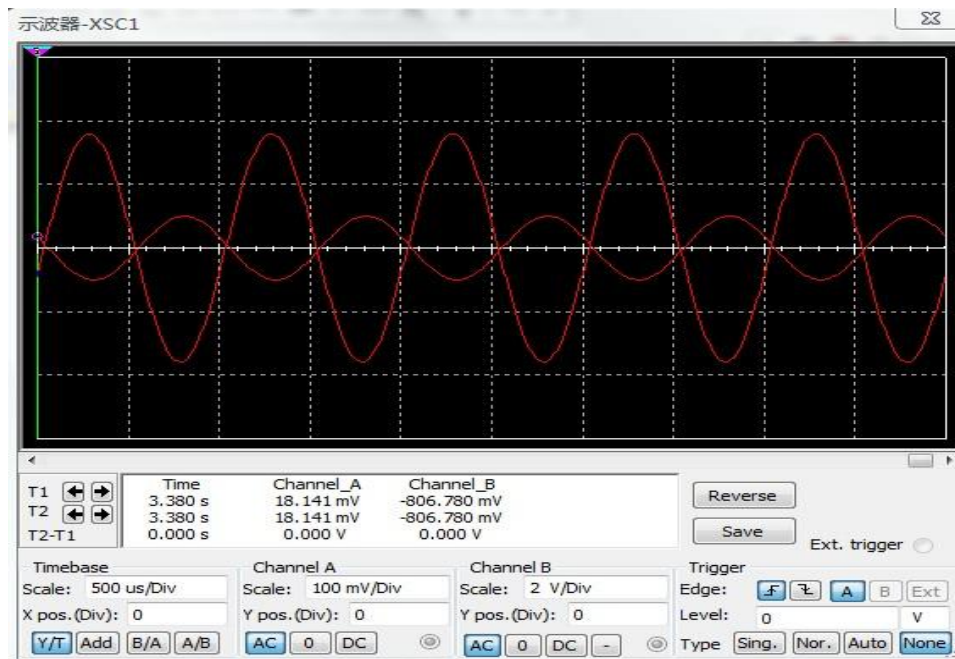 示波器-XSC1
Time Channel_A Channel_B
T1 3.380 s 18.141 mV -806.780 mV
T2 3.380 s 18.141 mV -806.780 mV
T2-T1 0.000 s 0.000 V 0.000 V
Reverse
Save
Ext. trigger
Timebase Channel A Channel B Trigger
Scale: 500 us/Div Scale: 100 mV/Div Scale: 2 V/Div Edge: A B Ext
X pos.(Div): 0 Y pos.(Div): 0 Y pos.(Div): 0 Level: 0 V
Y/T Add B/A A/B AC 0 DC AC 0 DC - Type Sing. Nor. Auto None